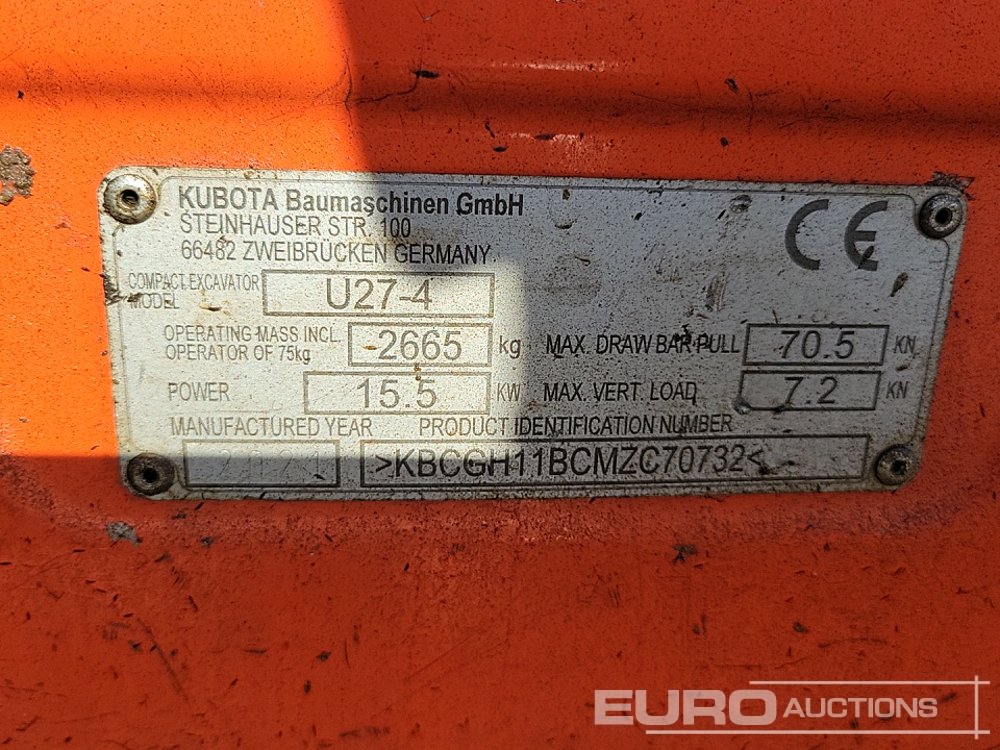 KUBOTA Baumaschinen GmbH
STEINHAUSER STR. 100
66482 ZWEIBRÜCKEN GERMANY
CE
COMPACT EXCAVATOR MODEL U27-4
OPERATING MASS INCL. OPERATOR OF 75kg 2665 kg MAX. DRAW BAR PULL 70.5 KN
POWER 15.5 KW MAX. VERT. LOAD 7.2 KN
MANUFACTURED YEAR PRODUCT IDENTIFICATION NUMBER
2021 >KBCGH11BCMZC70732<
EURO AUCTIONS